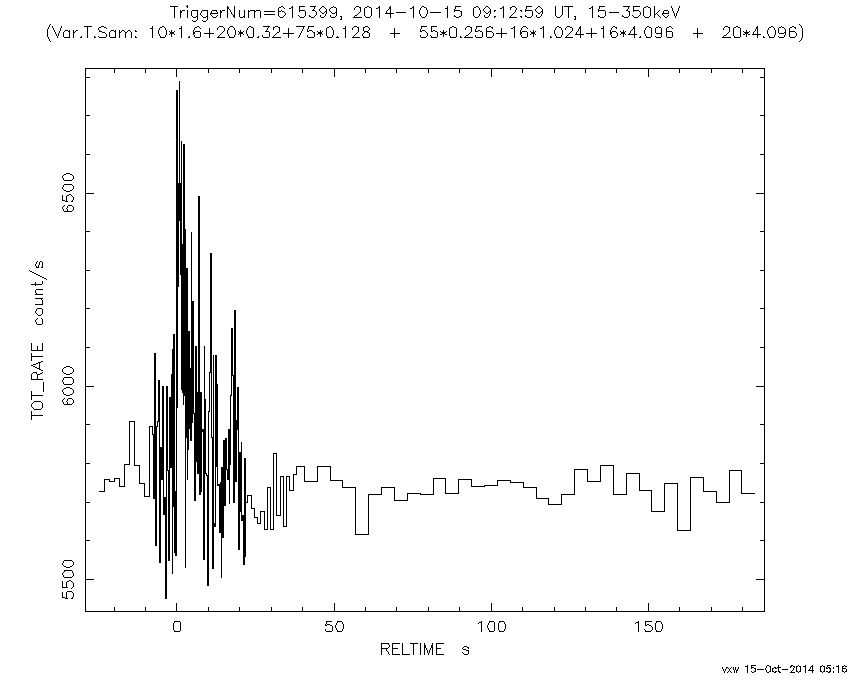 TriggerNum=615399, 2014-10-15 09:12:59 UT, 15-350keV
(Var.T.Sam: 10*1.6+20*0.32+75*0.128 + 55*0.256+16*1.024+16*4.096 + 20*4.096)
6500
6000
5500
TOT_RATE count/s
0 50 100 150
RELTIME s
vxw 15-Oct-2014 05:16